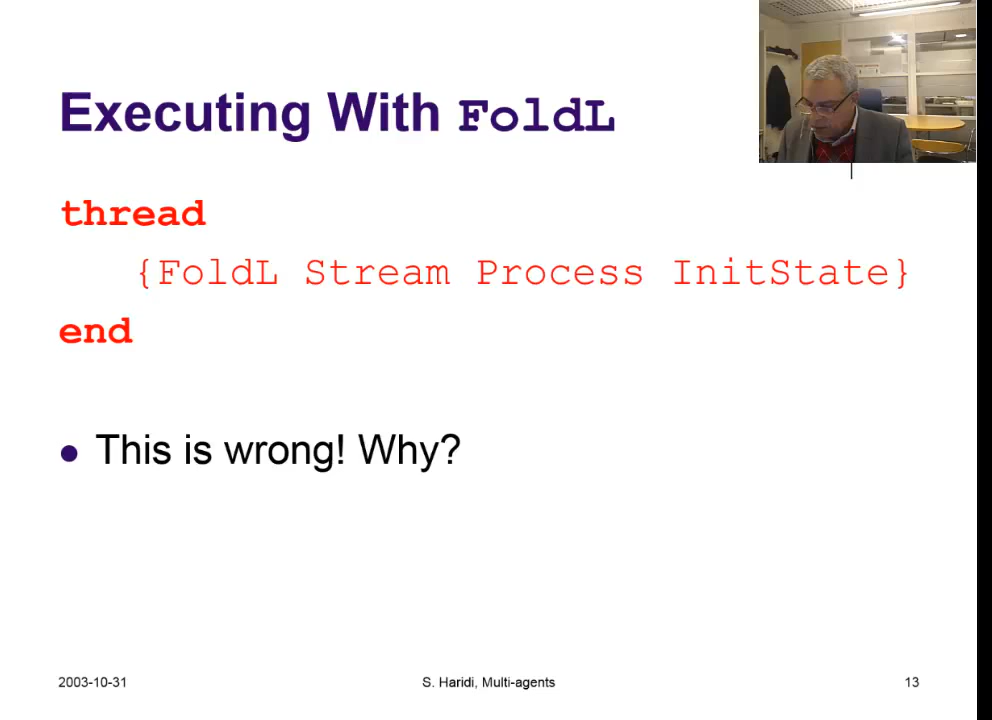 Executing With FoldL
thread
{FoldL Stream Process InitState}
end
• This is wrong! Why?
2003-10-31 S. Haridi, Multi-agents 13